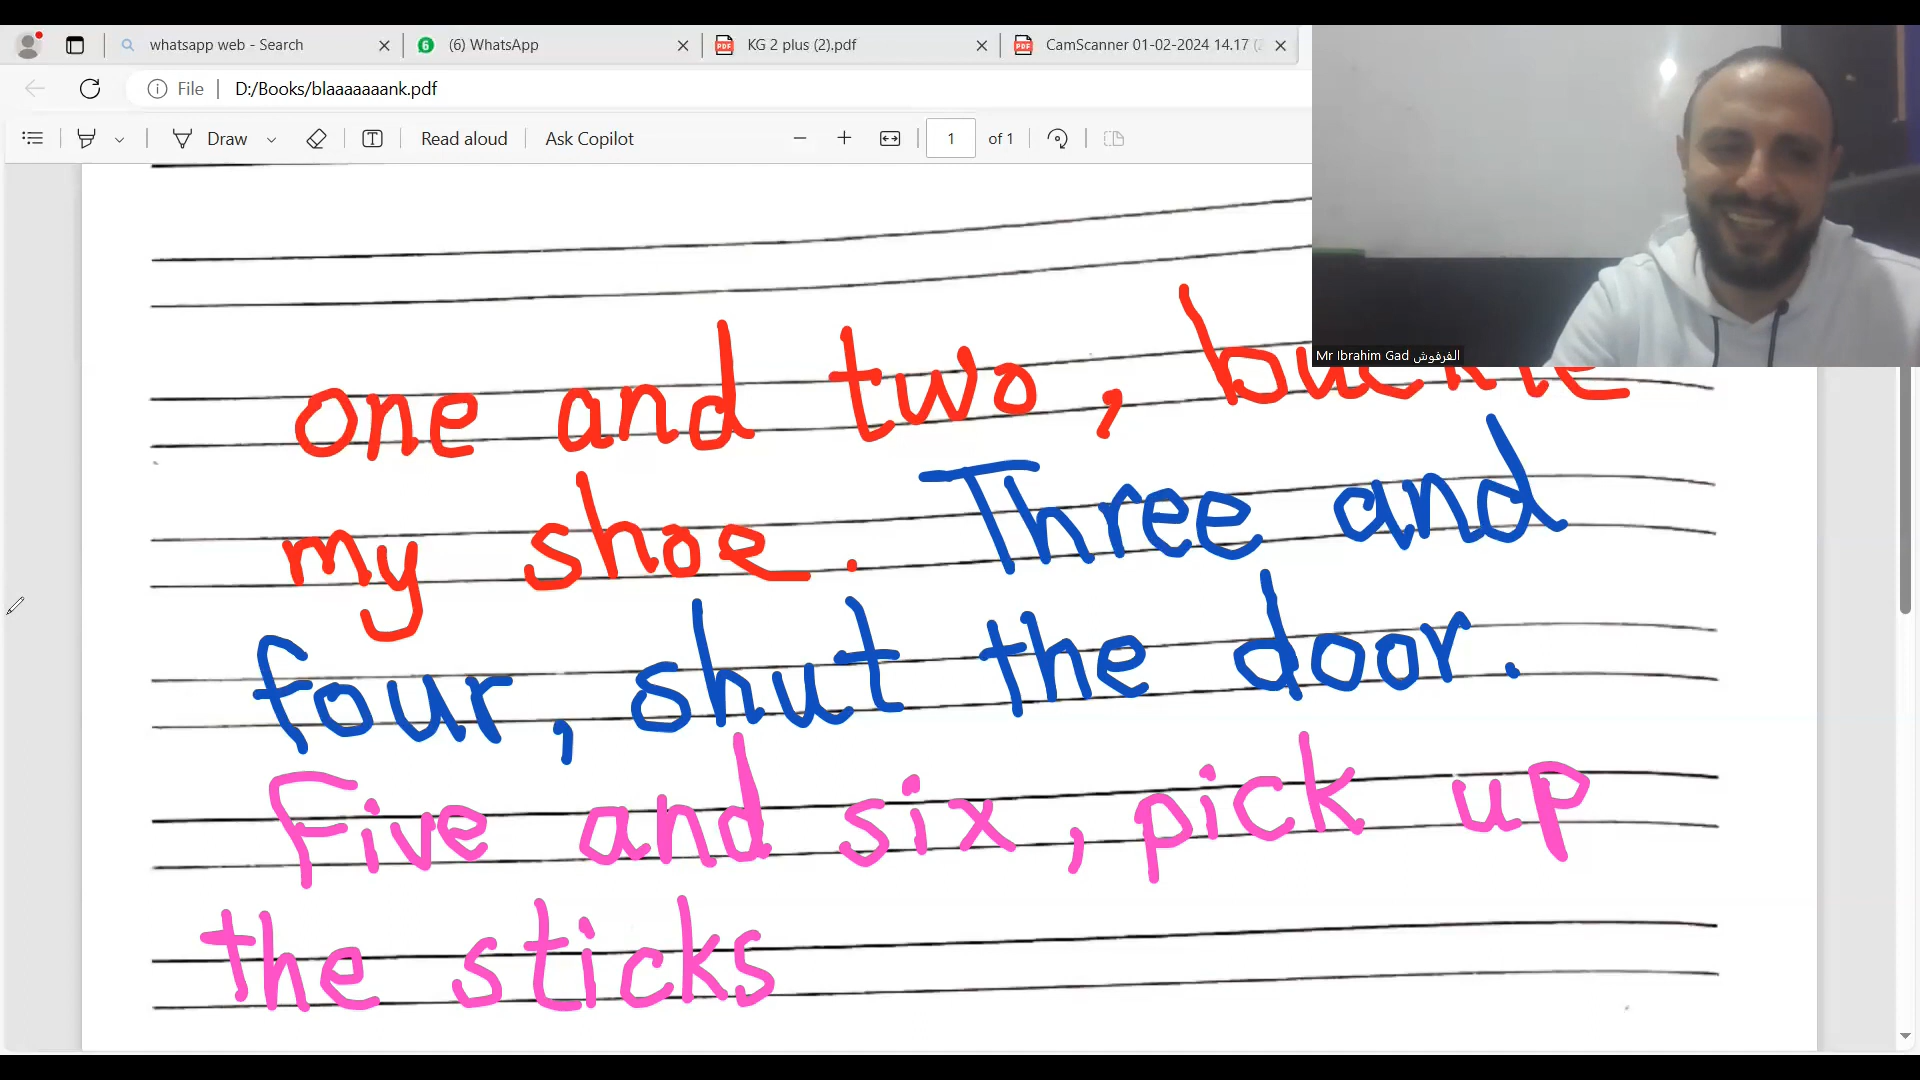 whatsapp web - Search
6
(6) WhatsApp
KG 2 plus (2).pdf
CamScanner 01-02-2024 14.17
File
D:/Books/blaaaaaaank.pdf
Draw
Read aloud
Ask Copilot
1 of 1
Mr Ibrahim Gad الفرفوش
one and two, buckle
my shoe. Three and
four, shut the door.
Five and six, pick up
the sticks